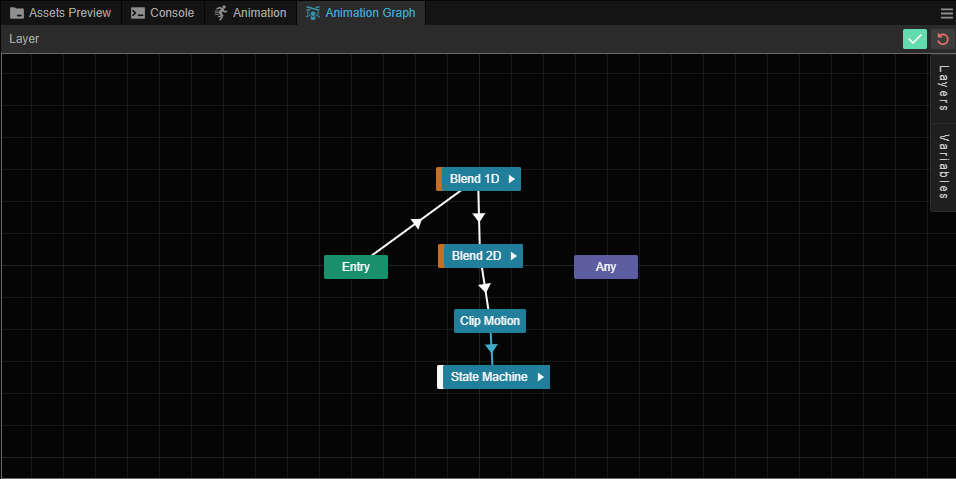 Assets Preview
Console
Animation
Animation Graph
Layer
Layers
Variables
Blend 1D
Blend 2D
Entry
Any
Clip Motion
State Machine